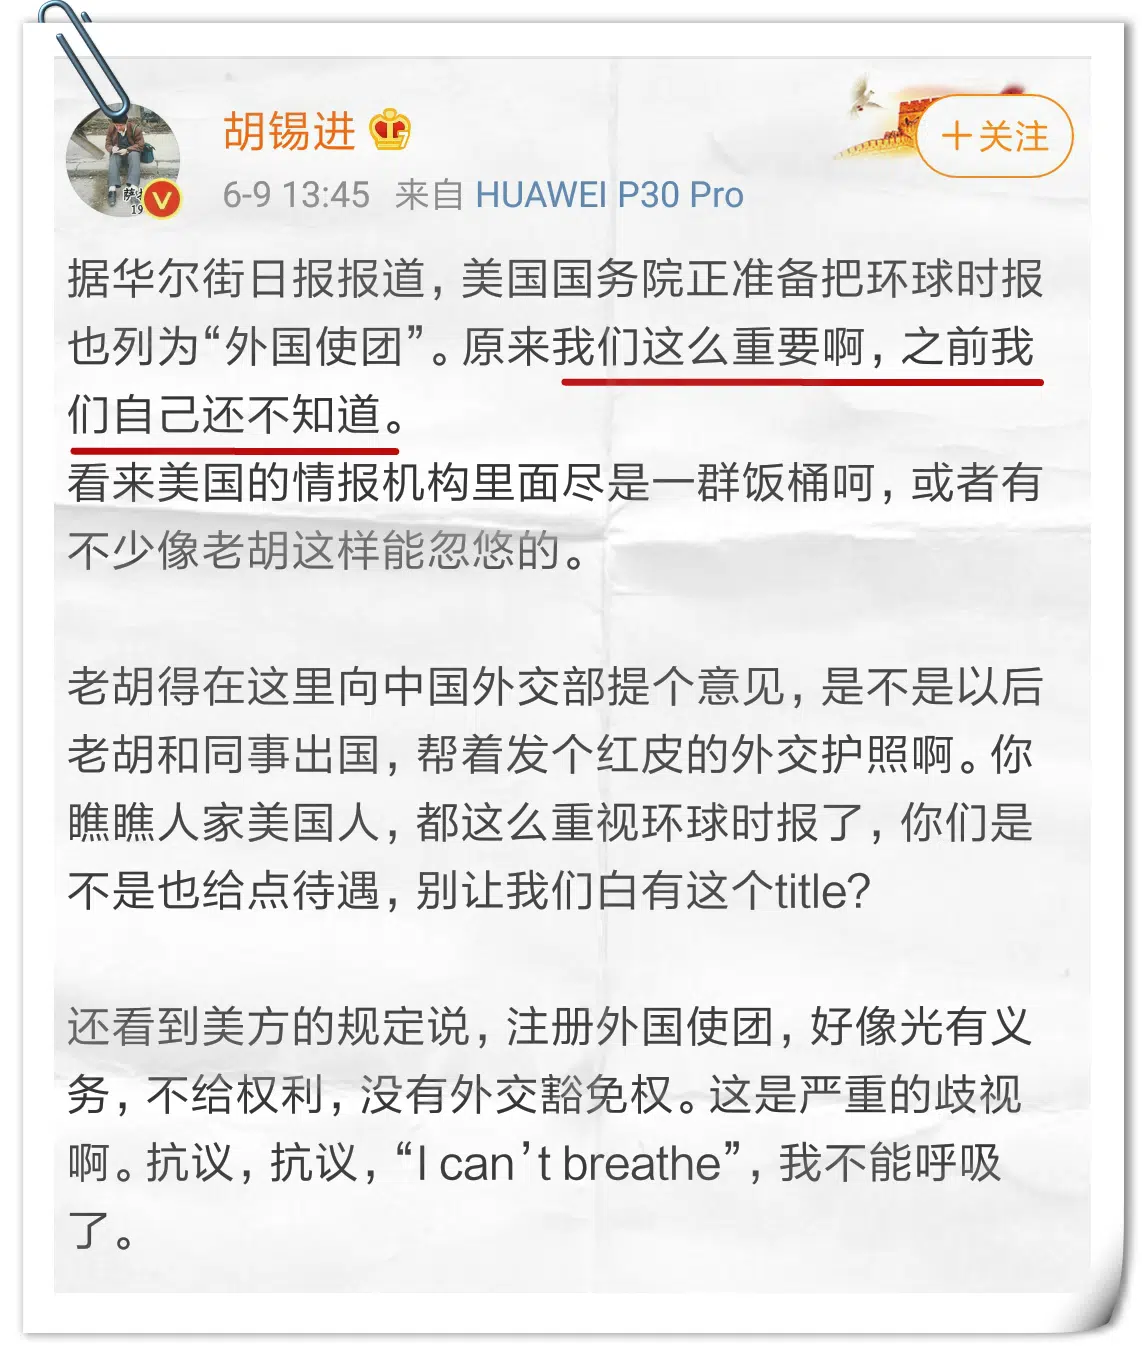 胡锡进
+关注
6-9 13:45 来自 HUAWEI P30 Pro
据华尔街日报报道，美国国务院正准备把环球时报
也列为“外国使团”。原来我们这么重要啊，之前我
们自己还不知道。
看来美国的情报机构里面尽是一群饭桶呵，或者有
不少像老胡这样能忽悠的。
老胡得在这里向中国外交部提个意见，是不是以后
老胡和同事出国，帮着发个红皮的外交护照啊。你
瞧瞧人家美国人，都这么重视环球时报了，你们是
不是也给点待遇，别让我们白有这个title?
还看到美方的规定说，注册外国使团，好像光有义
务，不给权利，没有外交豁免权。这是严重的歧视
啊。抗议，抗议，“I can’t breathe”，我不能呼吸
了。